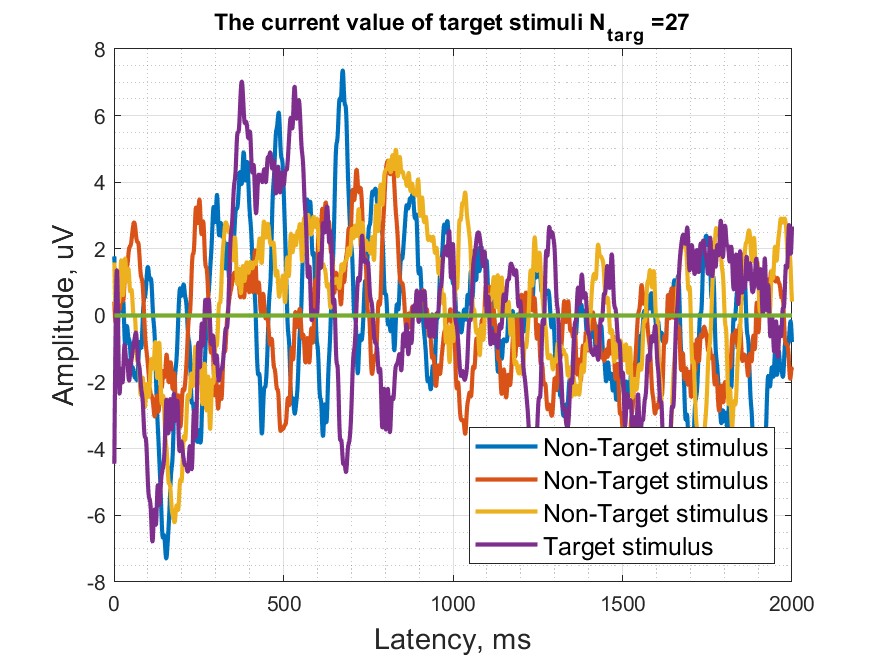 The current value of target stimuli N_targ =27
8
6
4
2
0
-2
-4
-6
-8
Amplitude, uV
Non-Target stimulus
Non-Target stimulus
Non-Target stimulus
Target stimulus
0 500 1000 1500 2000
Latency, ms